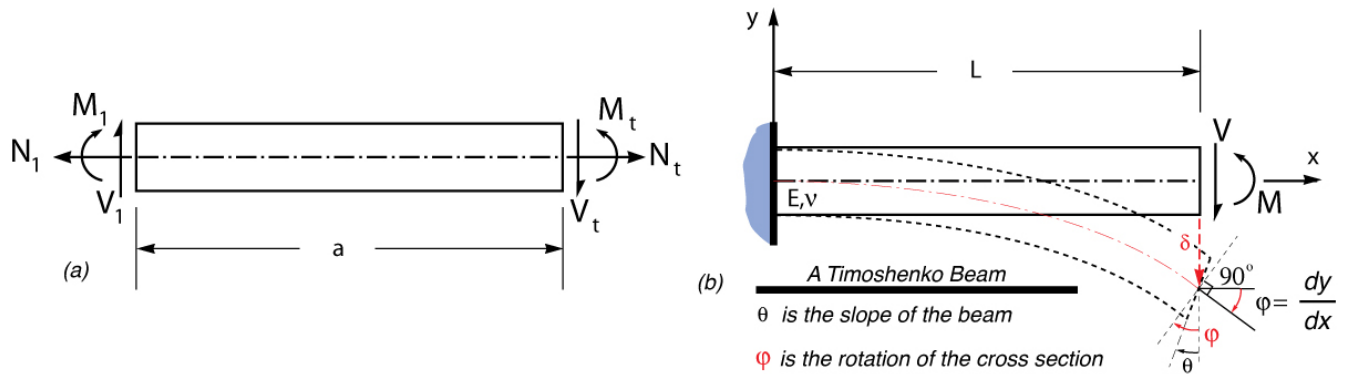 M1
N1
V1
Mt
Nt
Vt
a
(a)
y
L
V
x
M
E,ν
δ
(b)
A Timoshenko Beam
90°
φ= dy
dx
θ is the slope of the beam
φ is the rotation of the cross section
φ
θ